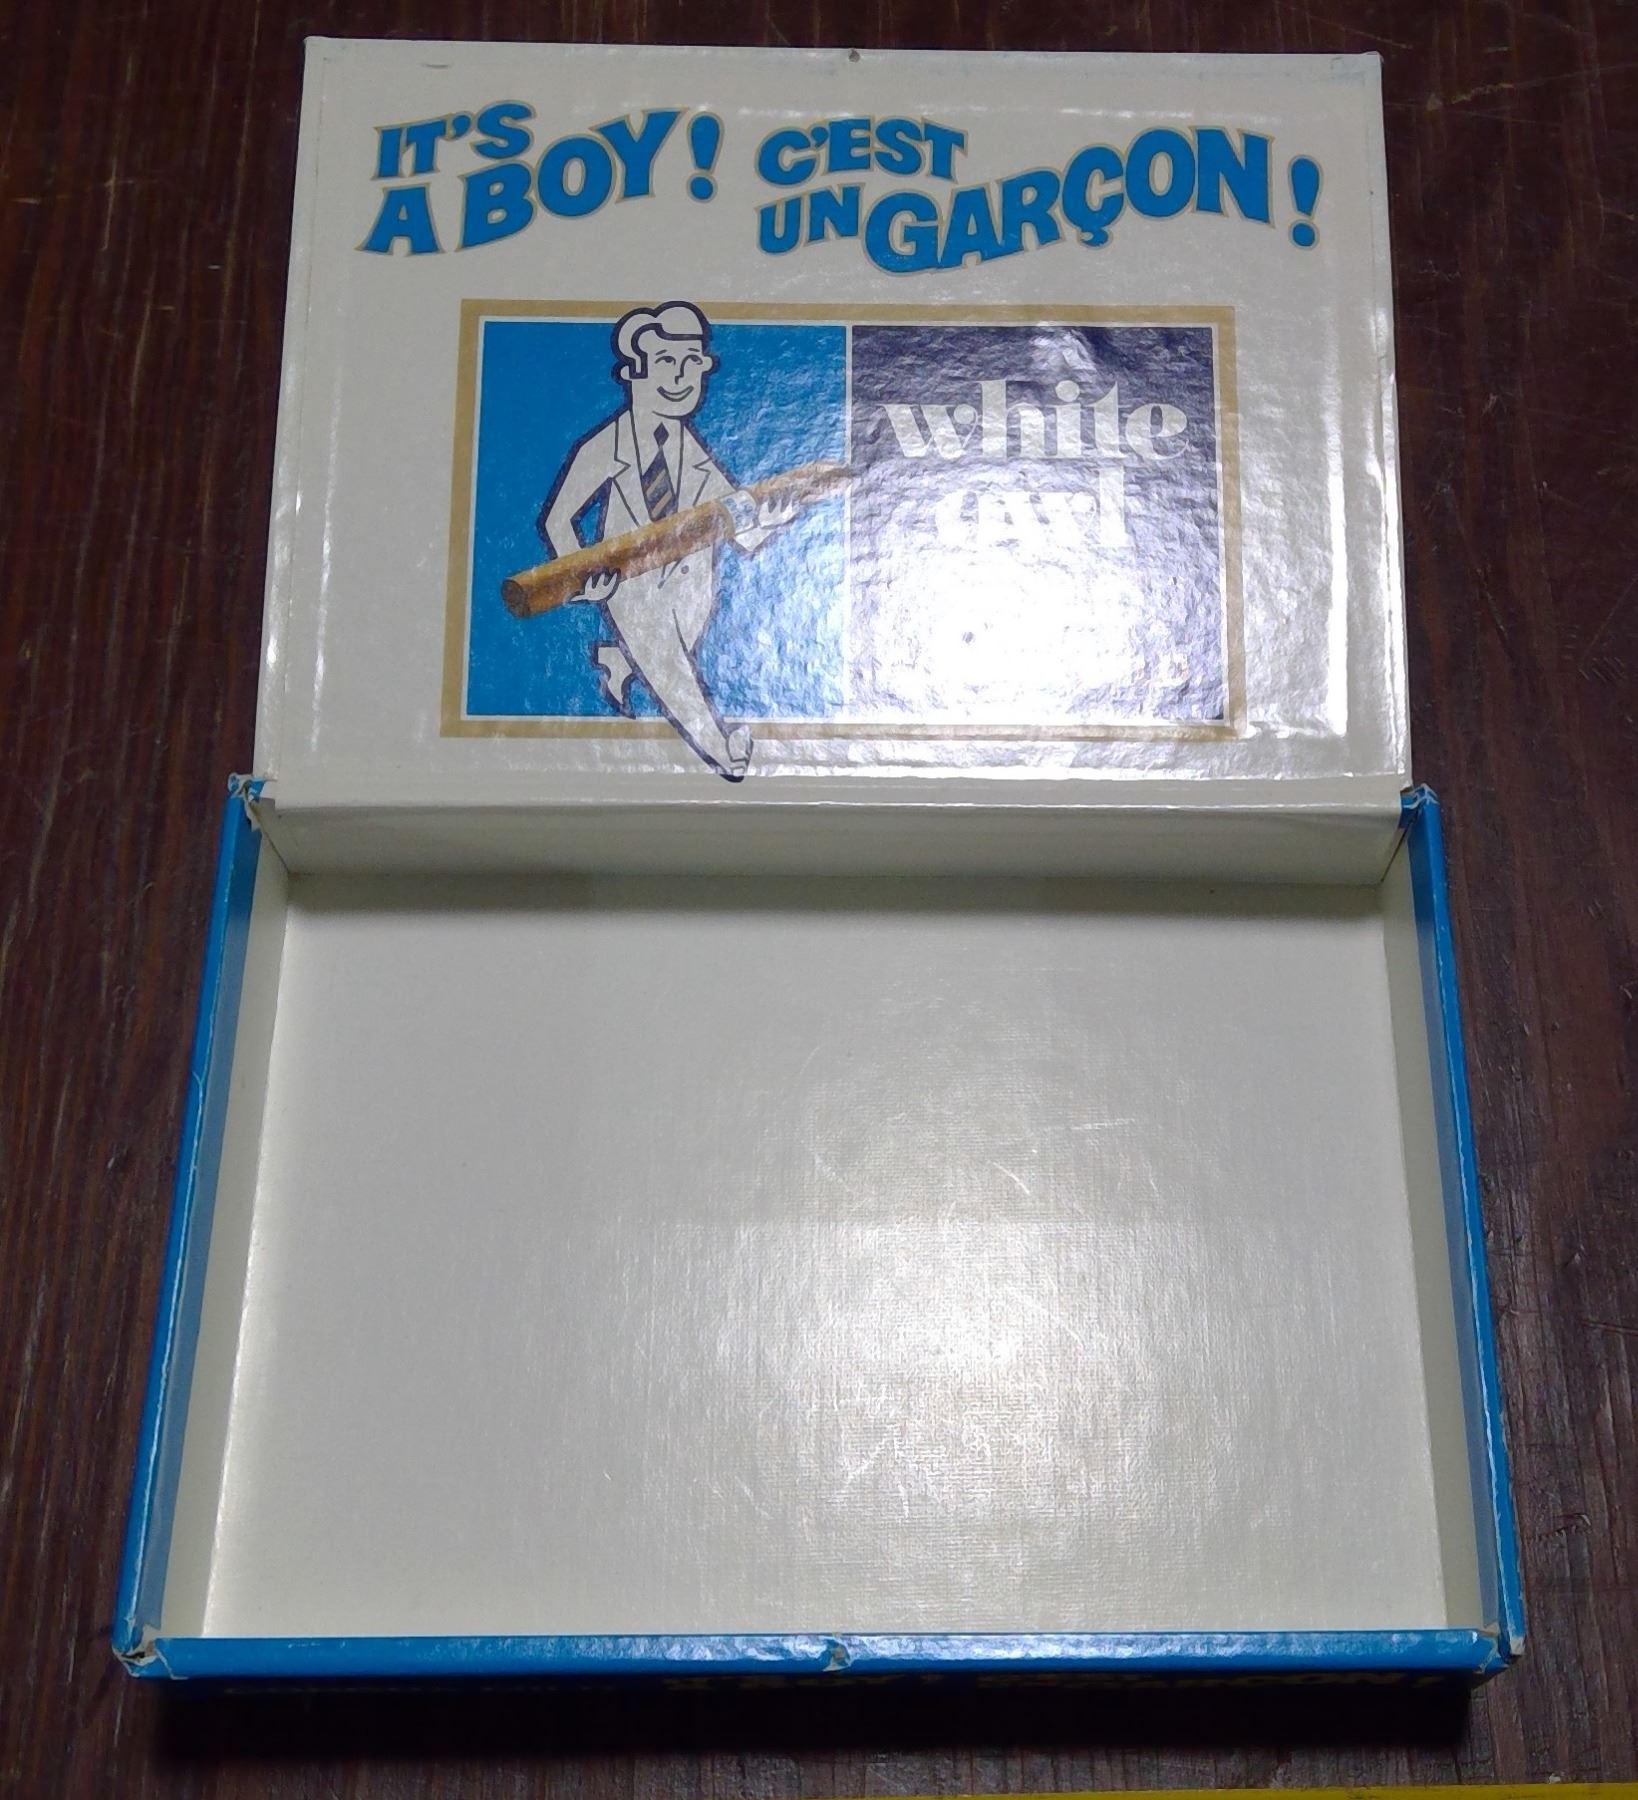 IT'S
A BOY!
C'EST
UN GARÇON!
white
owl